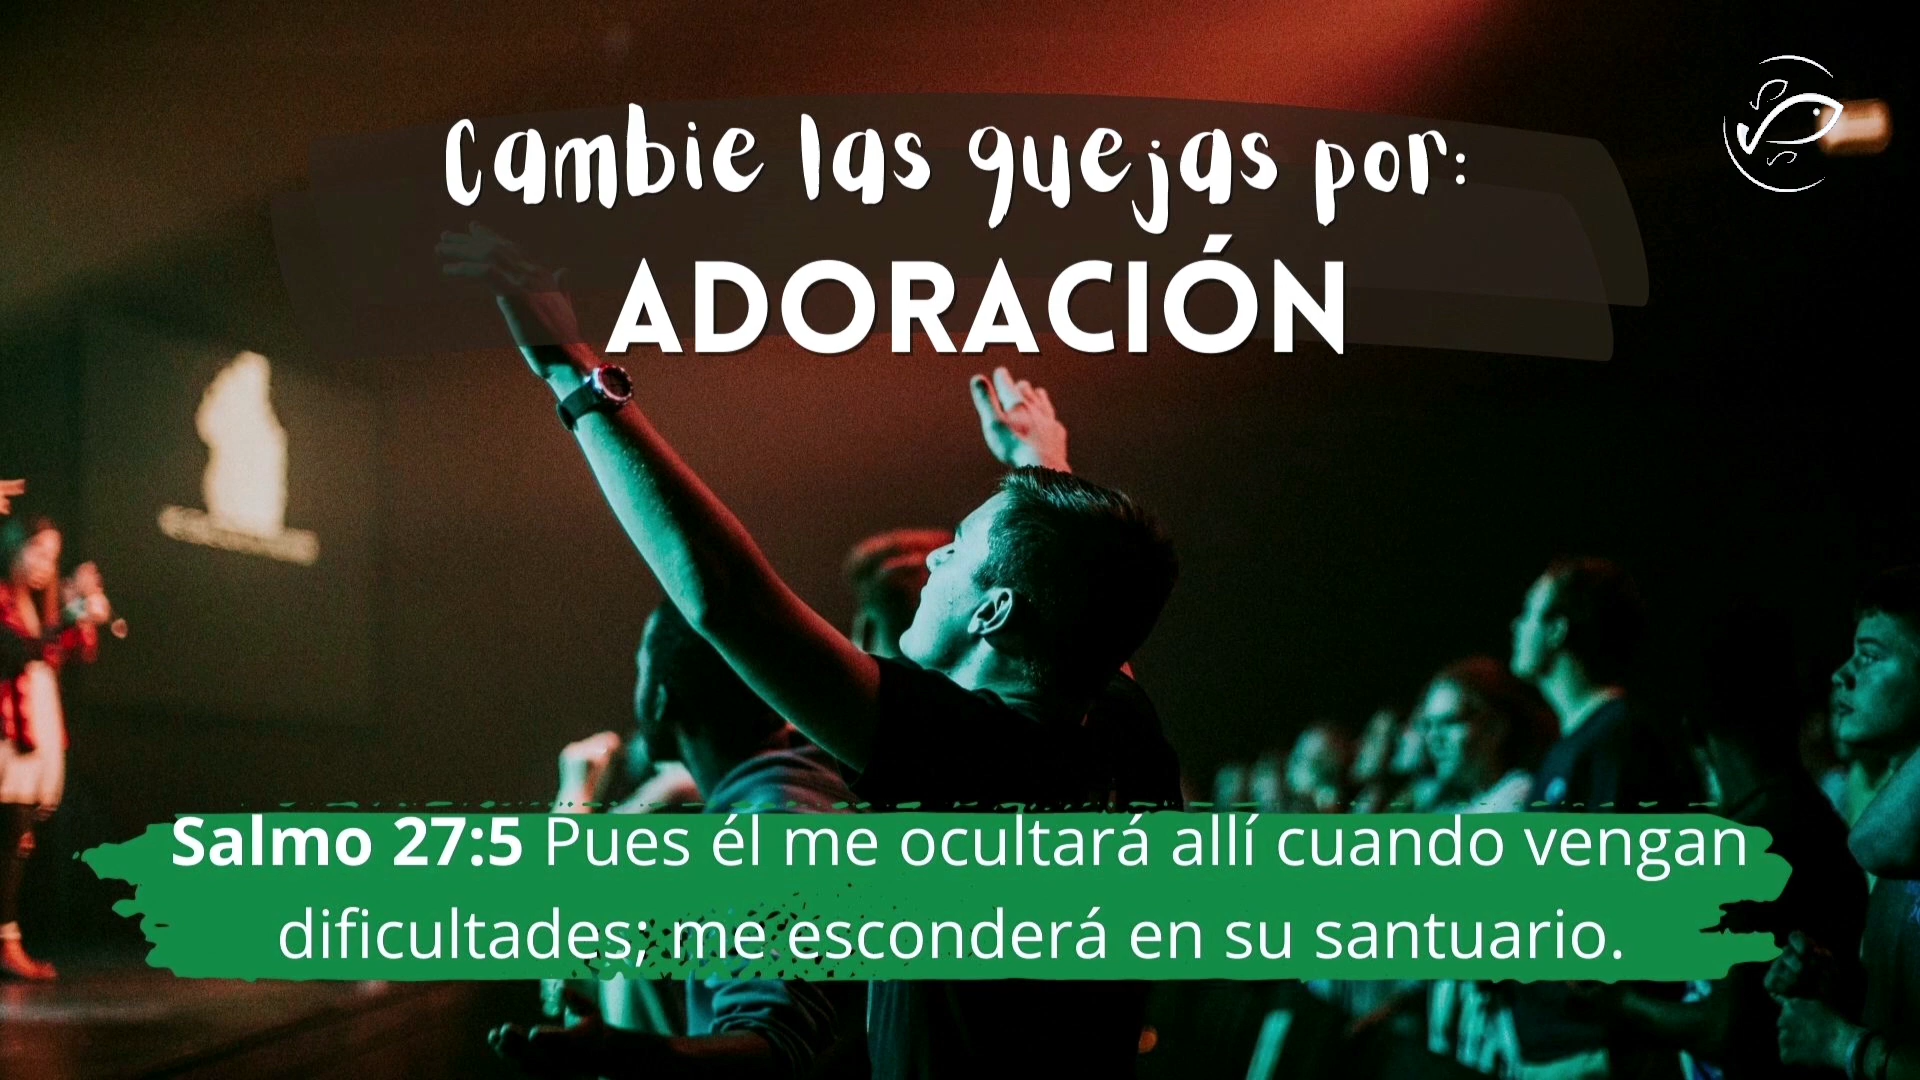 Cambie las quejas por:
ADORACIÓN
Salmo 27:5 Pues él me ocultará allí cuando vengan
dificultades; me esconderá en su santuario.